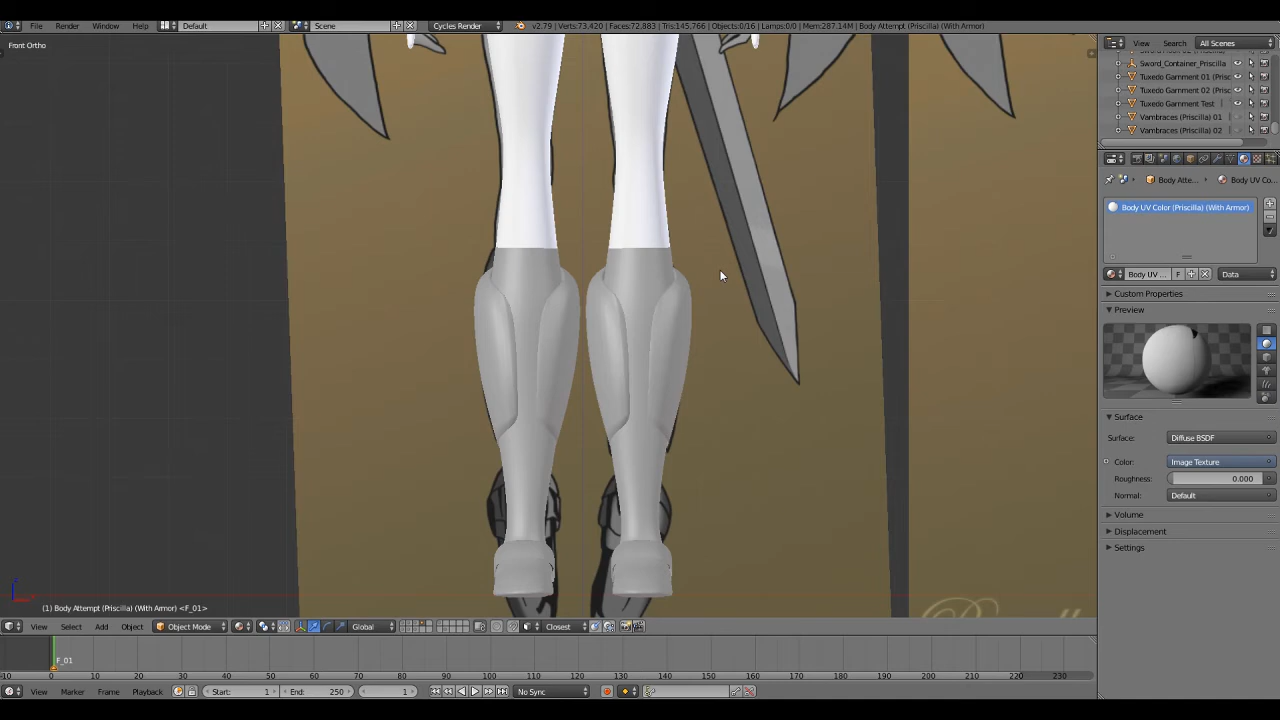 File Render Window Help Default Scene Cycles Render v2.79 | Verts:73,420 | Faces:72,883 | Tris:145,766 | Objects:0/16 | Lamps:0/0 | Mem:287.14M | Body Attempt (Priscilla) (With Armor)
Front Ortho
View Search All Scenes
Sword_Container_Priscilla
Tuxedo Garnment 01 (Prisc
Tuxedo Garnment 02 (Prisc
Tuxedo Garnment Test
Vambraces (Priscilla) 01
Vambraces (Priscilla) 02
Body Atte... Body UV Co...
Body UV Color (Priscilla) (With Armor)
Body UV ... F Data
Custom Properties
Preview
Surface
Surface: Diffuse BSDF
Color: Image Texture
Roughness: 0.000
Normal: Default
Volume
Displacement
Settings
(1) Body Attempt (Priscilla) (With Armor) <F_01>
View Select Add Object Object Mode Global Closest
F_01
-10 0 10 20 30 40 50 60 70 80 90 100 110 120 130 140 150 160 170 180 190 200 210 220 230
View Marker Frame Playback Start: 1 End: 250 1 No Sync